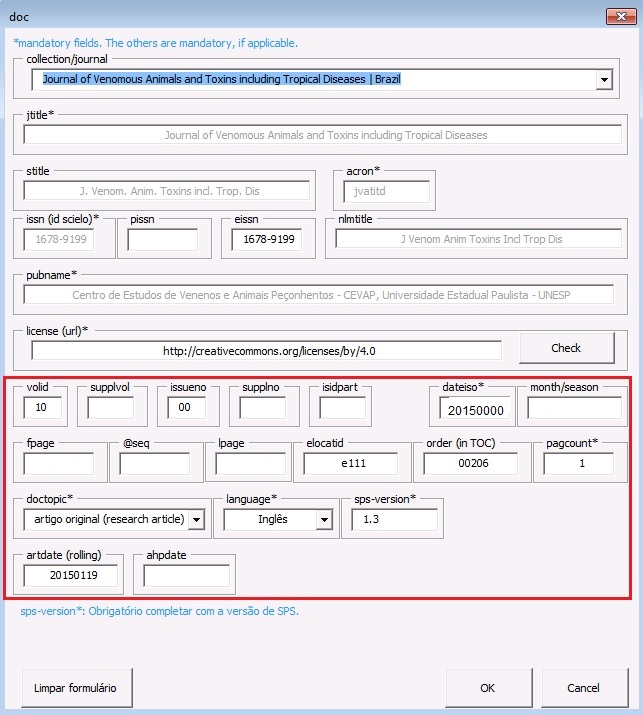 doc
*mandatory fields. The others are mandatory, if applicable.
collection/journal
Journal of Venomous Animals and Toxins including Tropical Diseases | Brazil
jtitle*
Journal of Venomous Animals and Toxins including Tropical Diseases
stitle acron*
J. Venom. Anim. Toxins incl. Trop. Dis jvatitd
issn (id scielo)* pissn eissn nlmtitle
1678-9199 1678-9199 J Venom Anim Toxins Incl Trop Dis
pubname*
Centro de Estudos de Venenos e Animais Peçonhentos - CEVAP, Universidade Estadual Paulista - UNESP
license (url)*
http://creativecommons.org/licenses/by/4.0 Check
volid supplvol issueno supplno isidpart dateiso* month/season
10 00 20150000
fpage @seq lpage elocatid order (in TOC) pagcount*
e111 00206 1
doctopic* language* sps-version*
artigo original (research article) Inglês 1.3
artdate (rolling) ahpdate
20150119
sps-version*: Obrigatório completar com a versão de SPS.
Limpar formulário OK Cancel